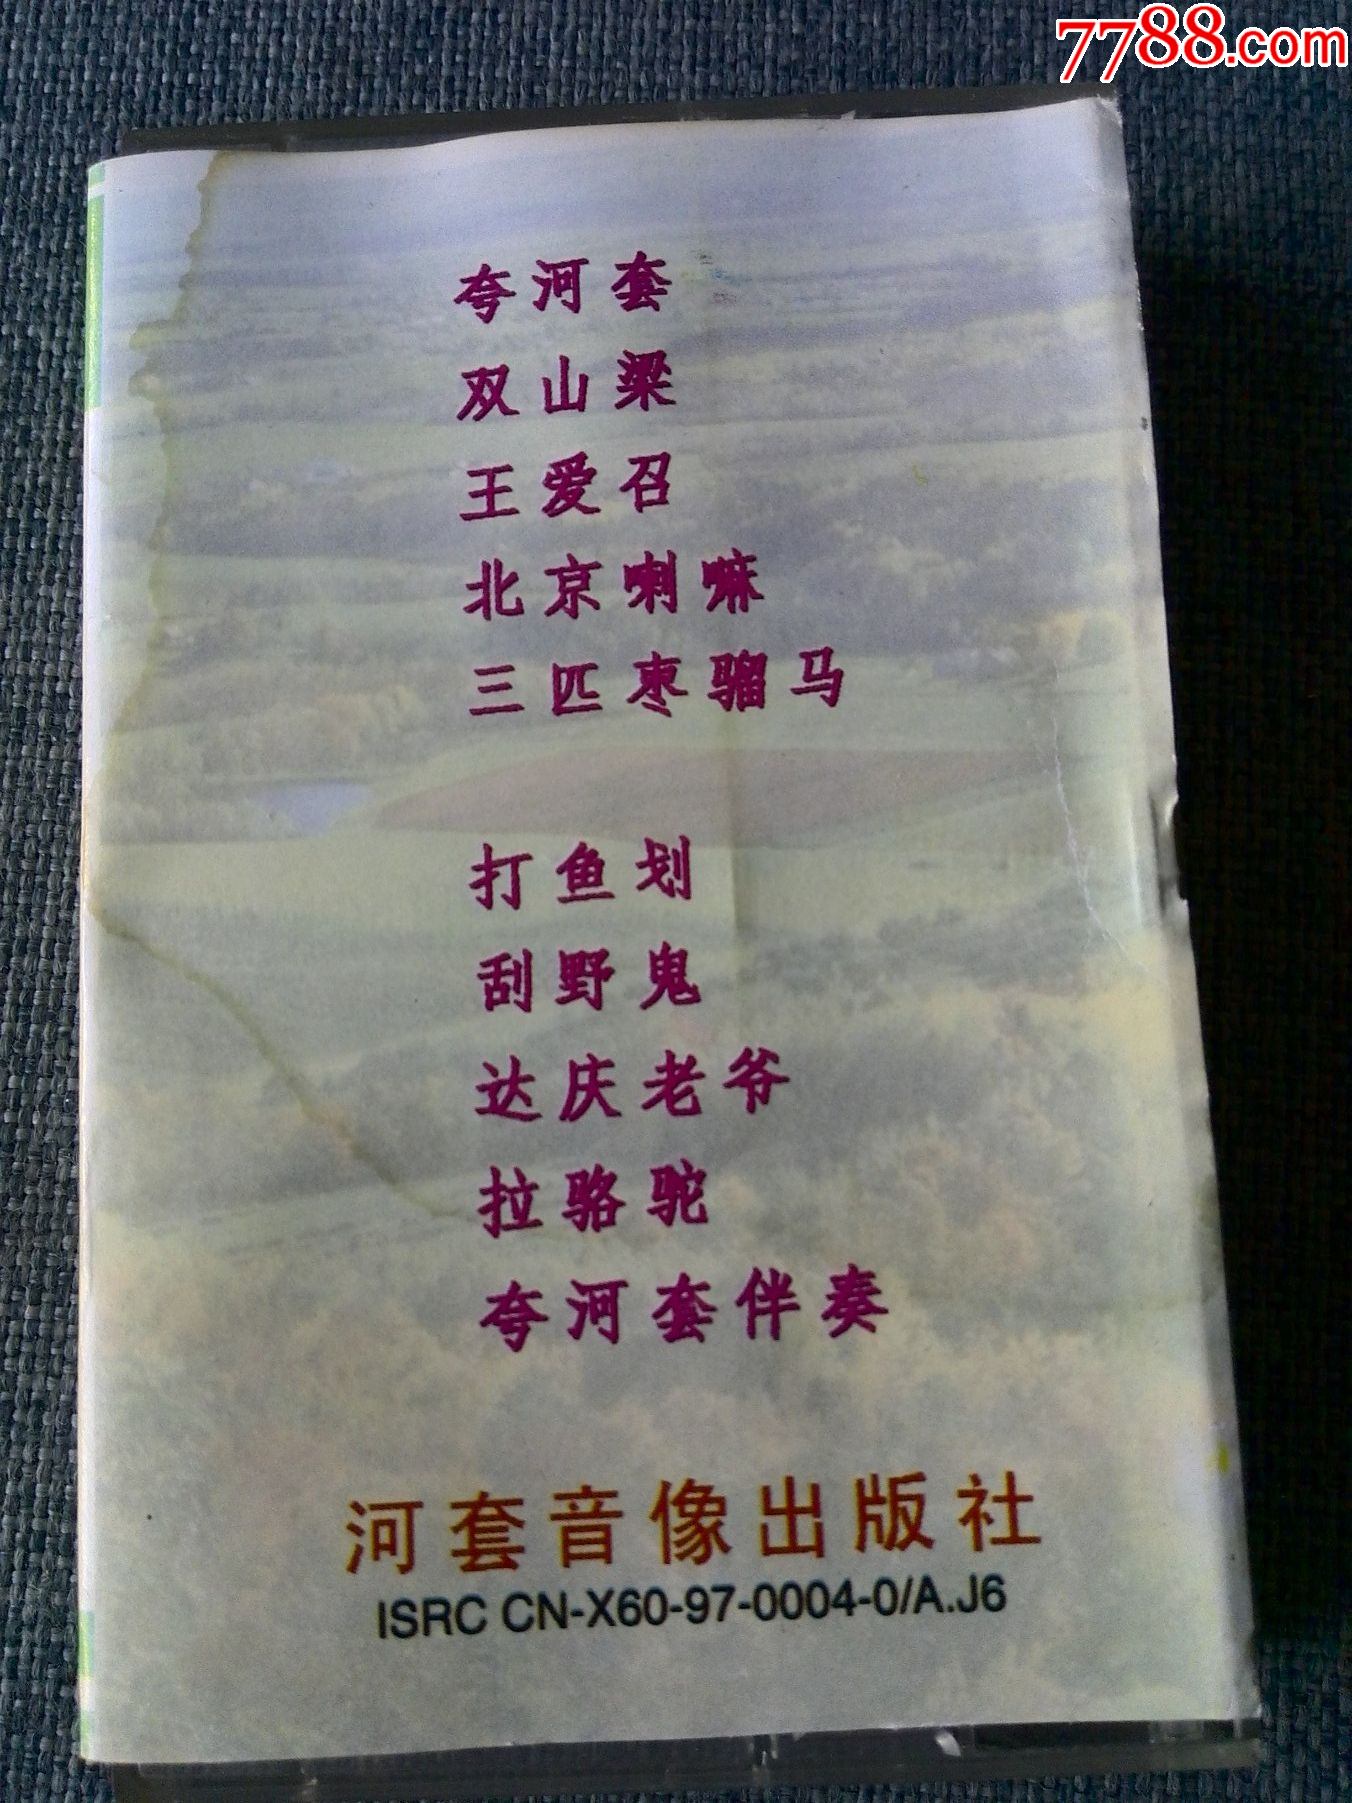 7788.com
夸河套
双山梁
王爱召
北京喇嘛
三匹枣骝马
打鱼划
刮野鬼
达庆老爷
拉骆驼
夸河套伴奏
河套音像出版社
ISRC CN-X60-97-0004-0/A.J6